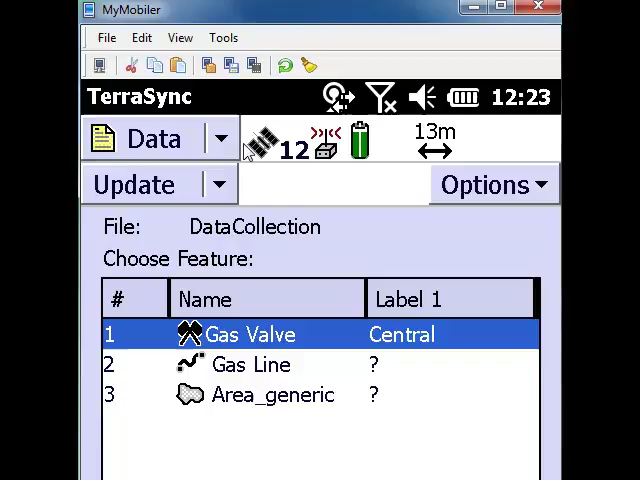 MyMobiler
File Edit View Tools
TerraSync 12:23
Data 12 13m
Update Options
File: DataCollection
Choose Feature:
# Name Label 1
1 Gas Valve Central
2 Gas Line ?
3 Area_generic ?